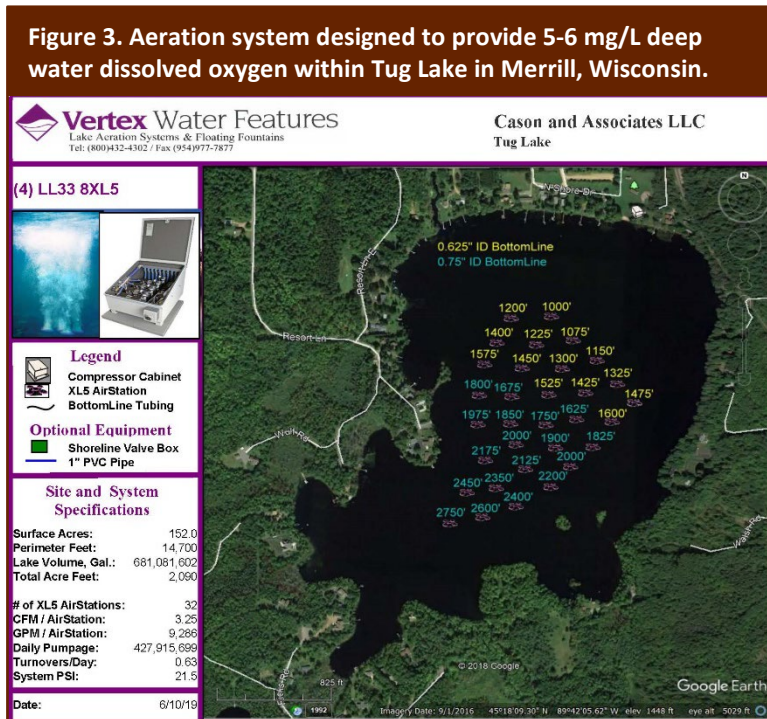 Figure 3. Aeration system designed to provide 5-6 mg/L deep
water dissolved oxygen within Tug Lake in Merrill, Wisconsin.
Vertex Water Features
Lake Aeration Systems & Floating Fountains
Tel: (800)432-4302 / Fax (954)977-7877
Cason and Associates LLC
Tug Lake
(4) LL33 8XL5
Legend
Compressor Cabinet
XL5 AirStation
BottomLine Tubing
Optional Equipment
Shoreline Valve Box
1" PVC Pipe
Site and System
Specifications
Surface Acres: 152.0
Perimeter Feet: 14,700
Lake Volume, Gal.: 681,081,602
Total Acre Feet: 2,090
# of XL5 AirStations: 32
CFM / AirStation: 3.25
GPM / AirStation: 9,286
Daily Pumpage: 427,915,699
Turnovers/Day: 0.63
System PSI: 21.5
Date: 6/10/19
N Shore Dr
N
Resort Ln E
0.625" ID BottomLine
0.75" ID BottomLine
1200' 1000'
Resort Ln
1400' 1225' 1075'
1575' 1450' 1300' 1150'
1800' 1675' 1525' 1425' 1325'
1475'
1975' 1850' 1750' 1625' 1600'
Wall Rd
2000' 1900' 1825'
2175' 2125' 2000'
2450' 2350' 2200'
2750' 2600' 2400'
Walsh Rd
© 2018 Google
825 ft
Google Earth
1992
Imagery Date: 9/1/2016 45°18'09.30" N 89°42'05.62" W elev 1448 ft eye alt 5029 ft